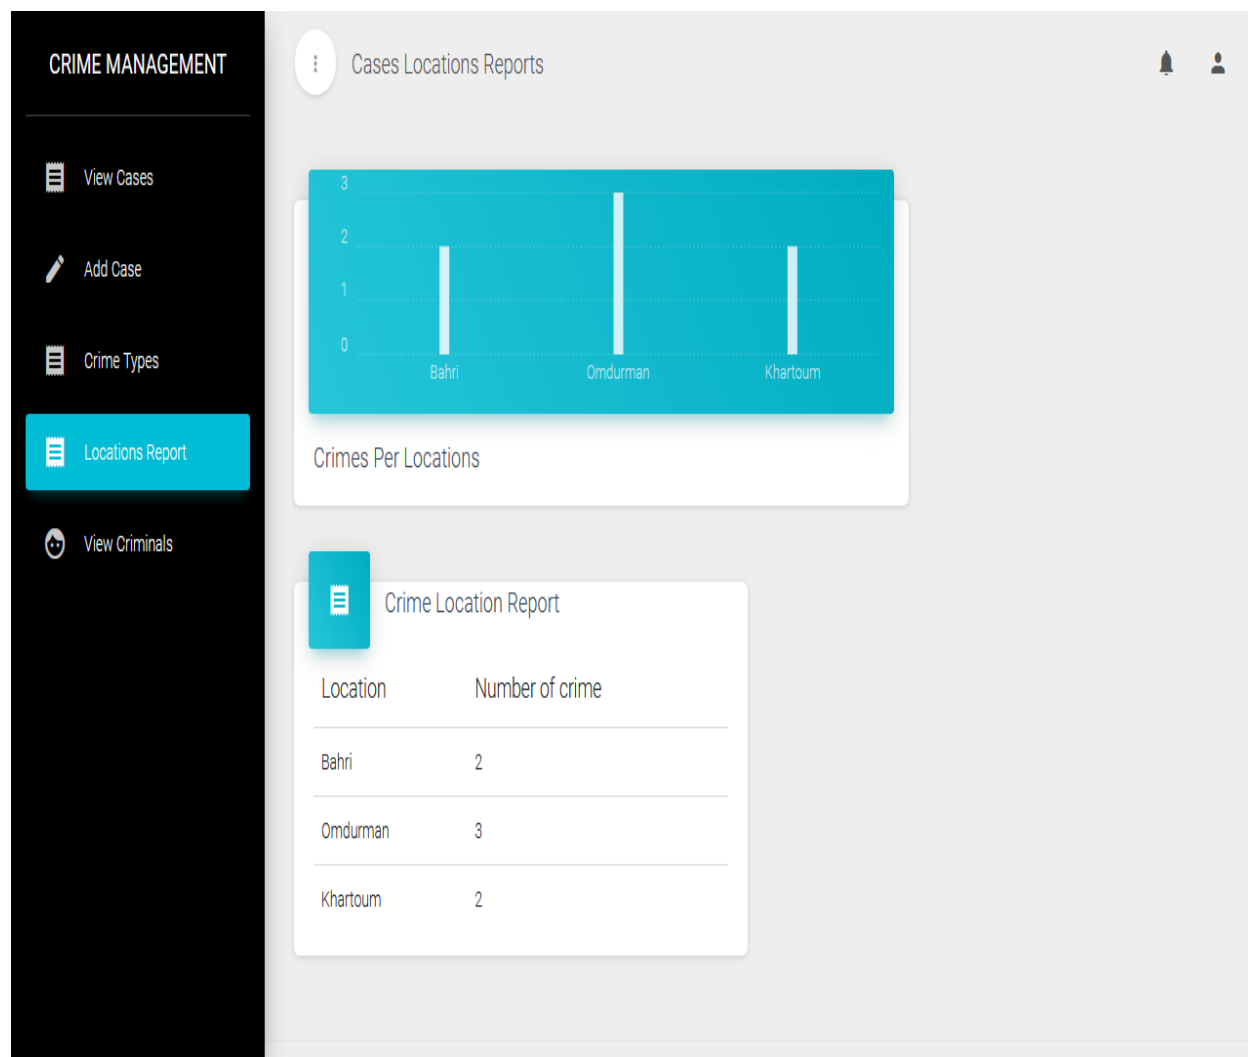 CRIME MANAGEMENT
View Cases
Add Case
Crime Types
Locations Report
View Criminals
Cases Locations Reports
3
2
1
0
Bahri Omdurman Khartoum
Crimes Per Locations
Crime Location Report
Location Number of crime
Bahri 2
Omdurman 3
Khartoum 2